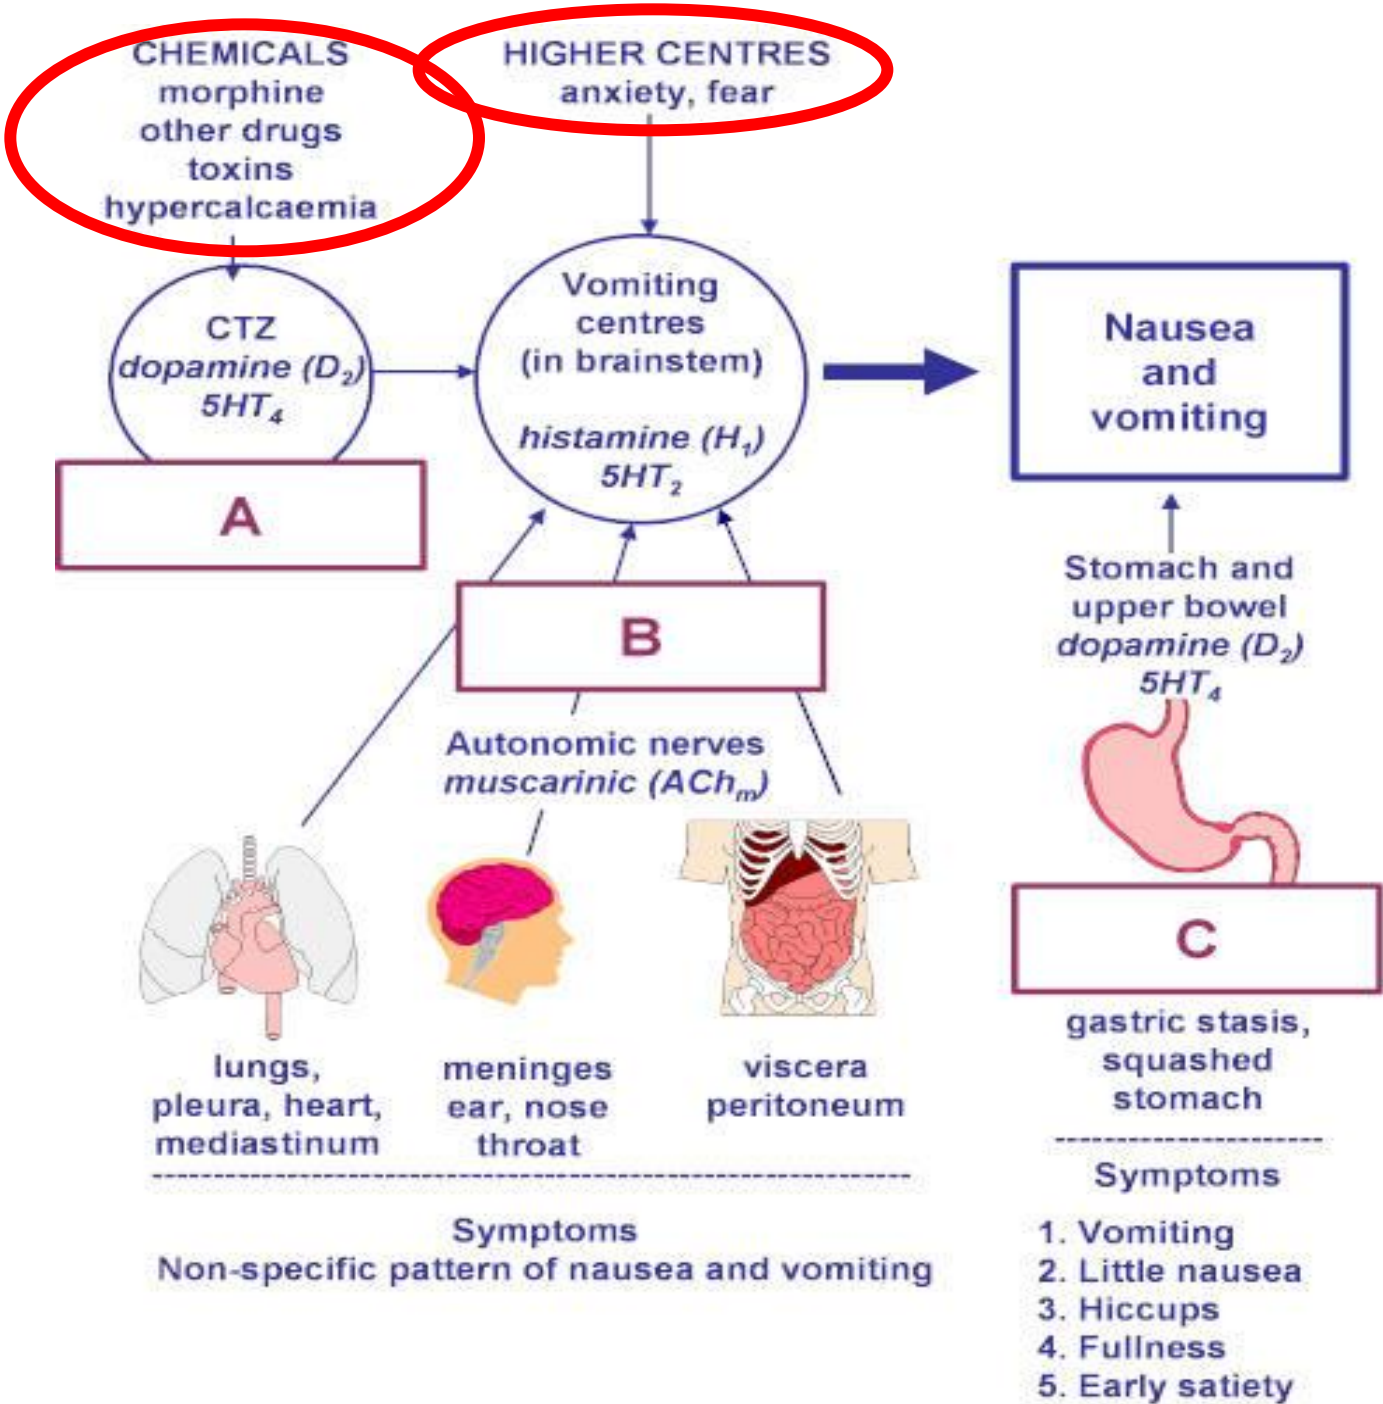 CHEMICALS
morphine
other drugs
toxins
hypercalcaemia
HIGHER CENTRES
anxiety, fear
CTZ
dopamine (D₂)
5HT₄
A
Vomiting
centres
(in brainstem)
histamine (H₁)
5HT₂
Nausea
and
vomiting
B
Autonomic nerves
muscarinic (AChₘ)
Stomach and
upper bowel
dopamine (D₂)
5HT₄
C
lungs,
pleura, heart,
mediastinum
meninges
ear, nose
throat
viscera
peritoneum
Symptoms
Non-specific pattern of nausea and vomiting
gastric stasis,
squashed
stomach
Symptoms
1. Vomiting
2. Little nausea
3. Hiccups
4. Fullness
5. Early satiety